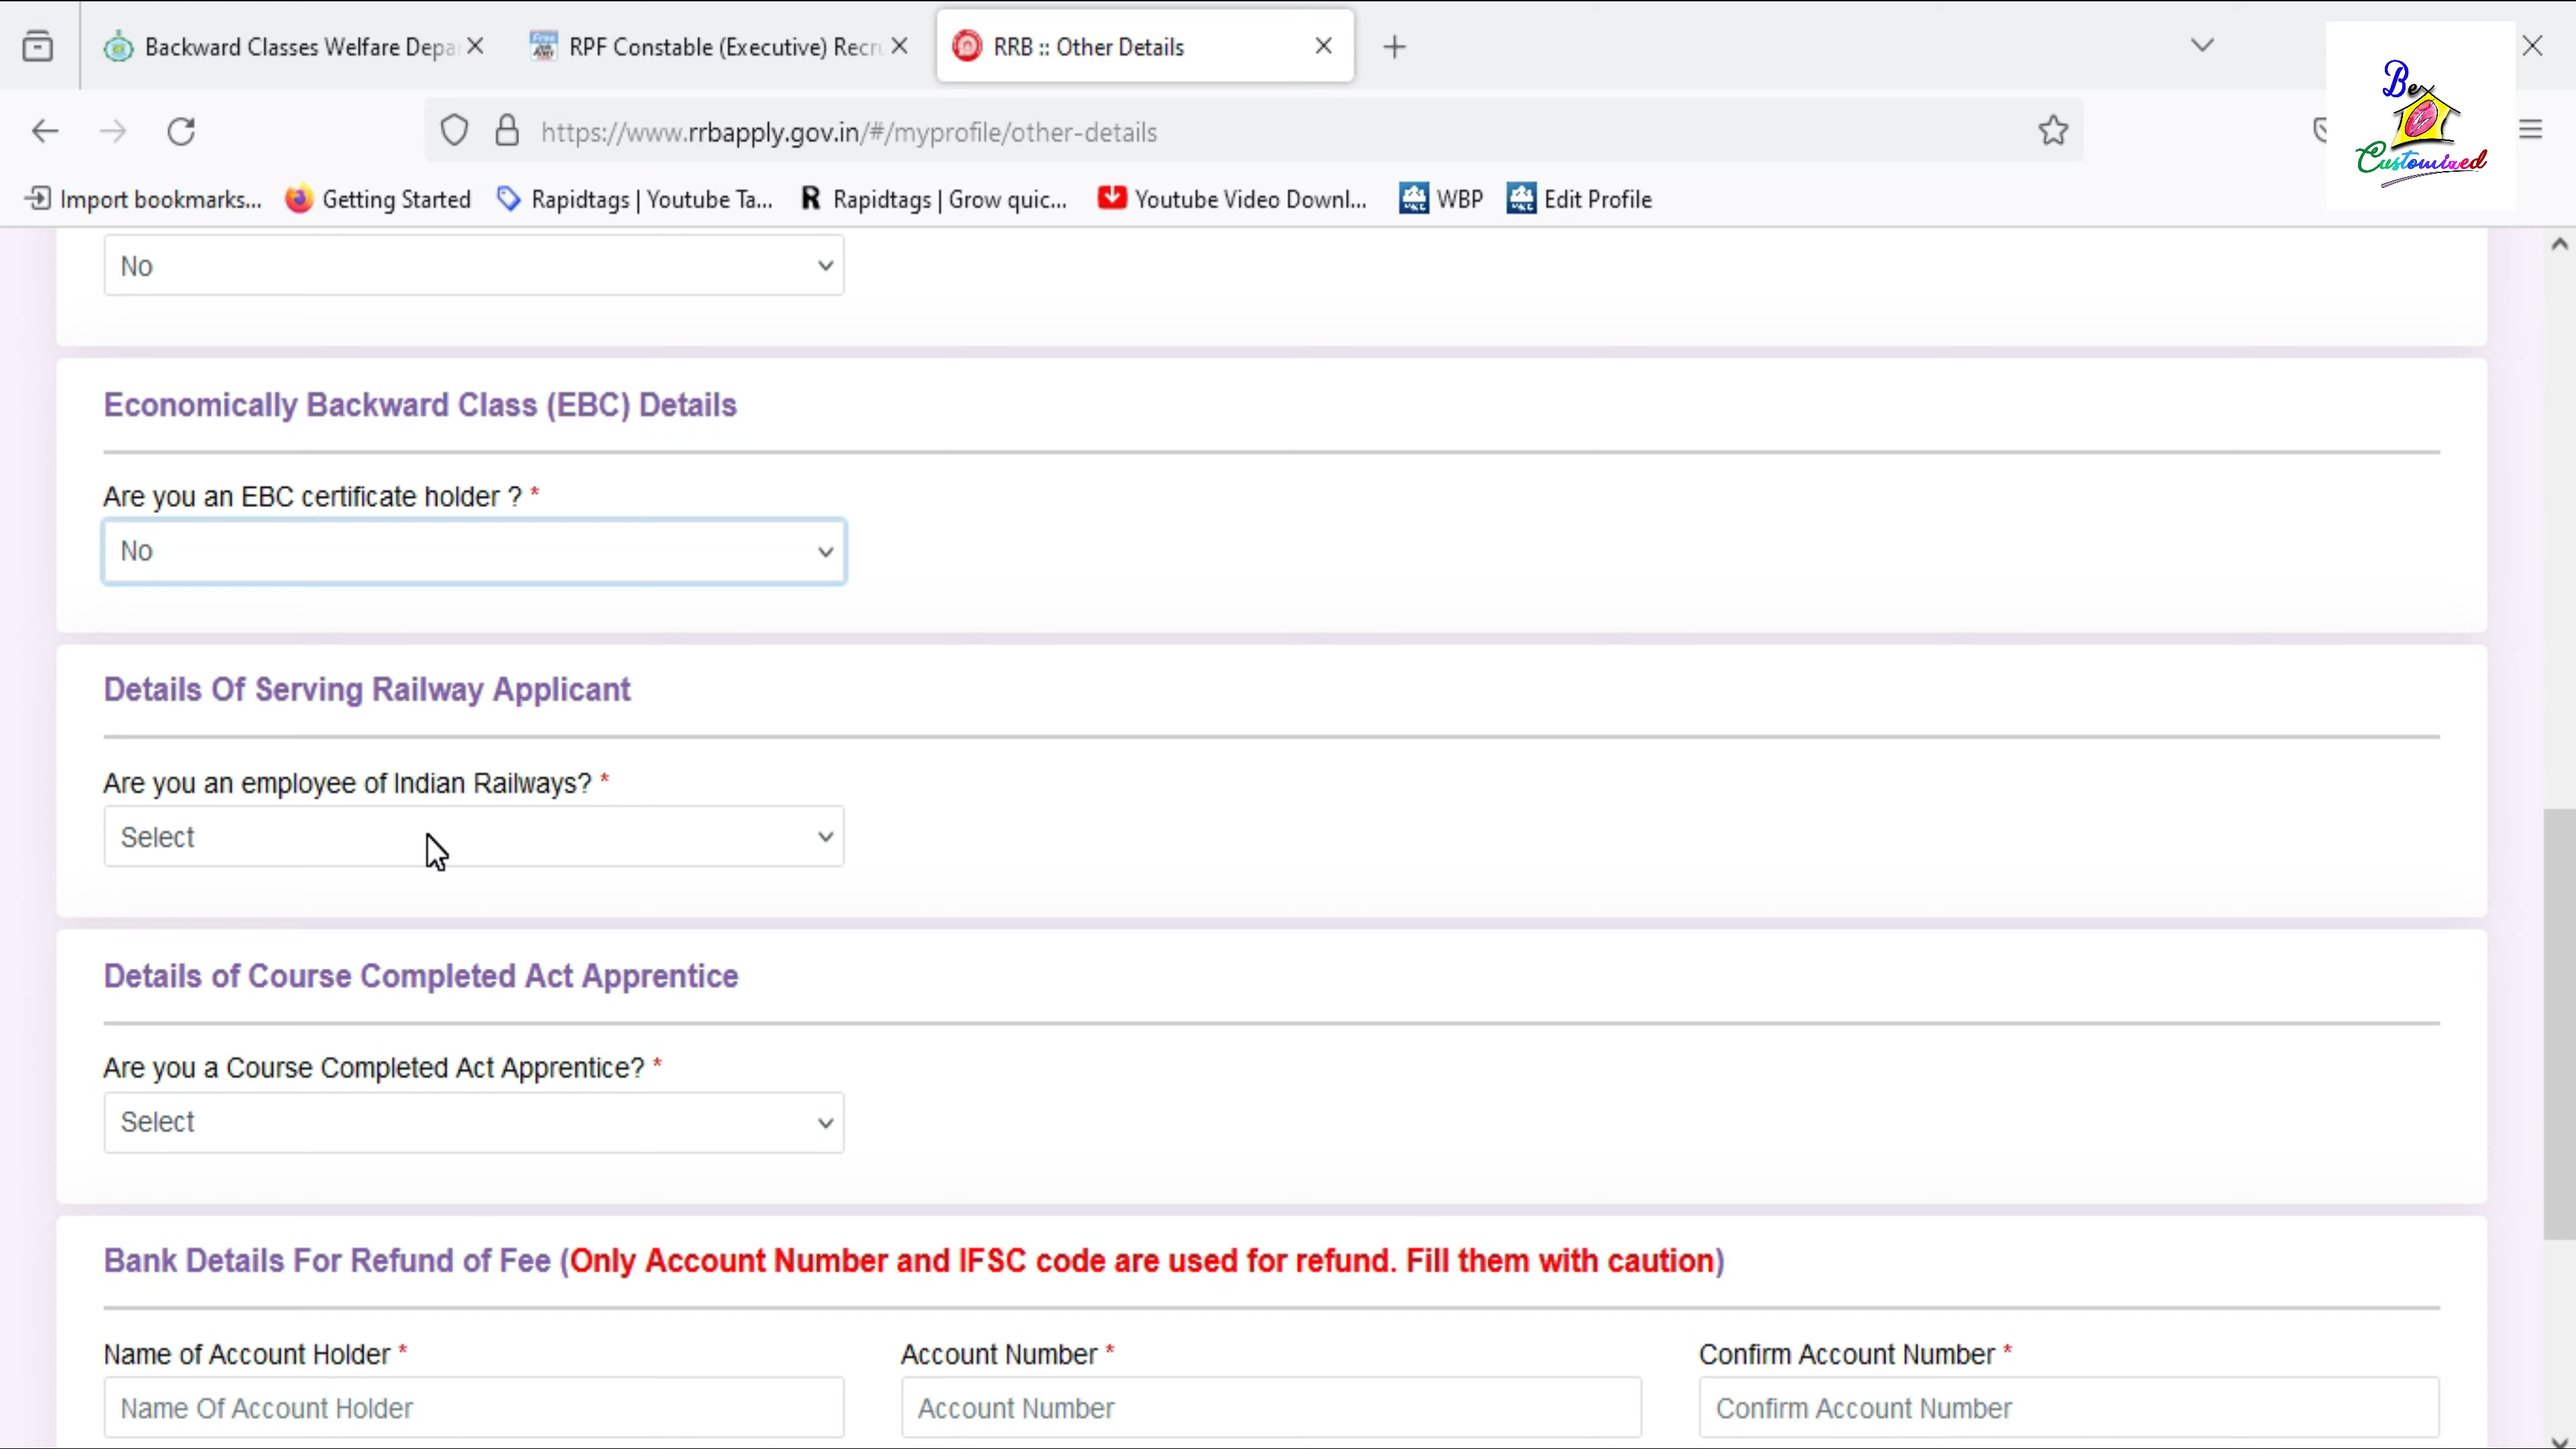 Backward Classes Welfare Depa
RPF Constable (Executive) Recru
RRB :: Other Details
Be
Customized
https://www.rrbapply.gov.in/#/myprofile/other-details
Import bookmarks...
Getting Started
Rapidtags | Youtube Ta...
R Rapidtags | Grow quic...
Youtube Video Downl...
WBP
Edit Profile
No
Economically Backward Class (EBC) Details
Are you an EBC certificate holder ? *
No
Details Of Serving Railway Applicant
Are you an employee of Indian Railways? *
Select
Details of Course Completed Act Apprentice
Are you a Course Completed Act Apprentice? *
Select
Bank Details For Refund of Fee (Only Account Number and IFSC code are used for refund. Fill them with caution)
Name of Account Holder *
Account Number *
Confirm Account Number *
Name Of Account Holder
Account Number
Confirm Account Number